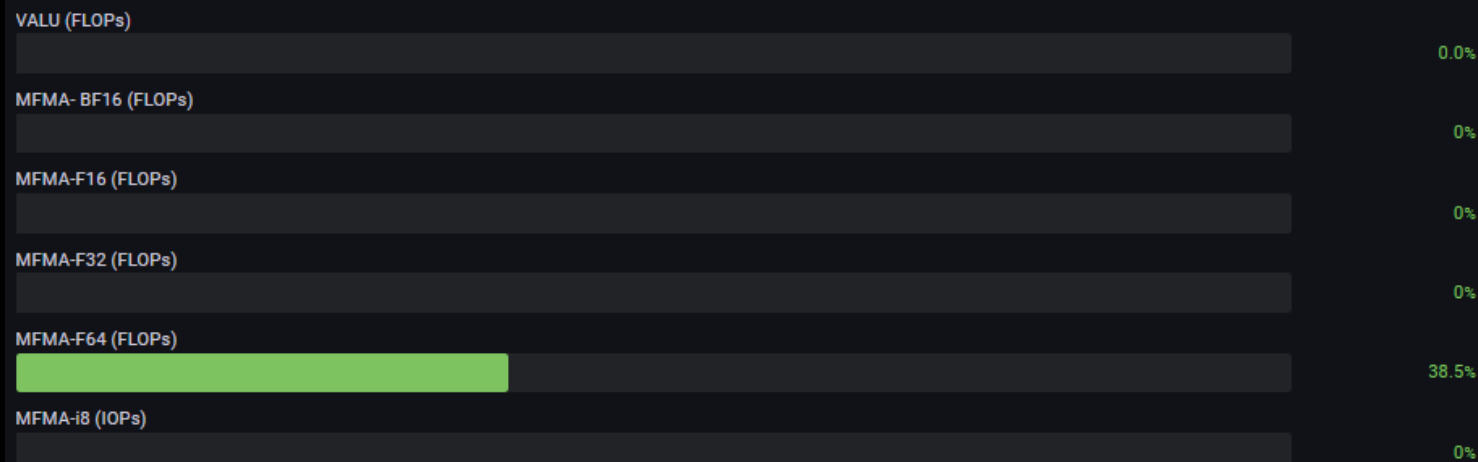 VALU (FLOPs)
0.0%
MFMA- BF16 (FLOPs)
0%
MFMA-F16 (FLOPs)
0%
MFMA-F32 (FLOPs)
0%
MFMA-F64 (FLOPs)
38.5%
MFMA-i8 (IOPs)
0%